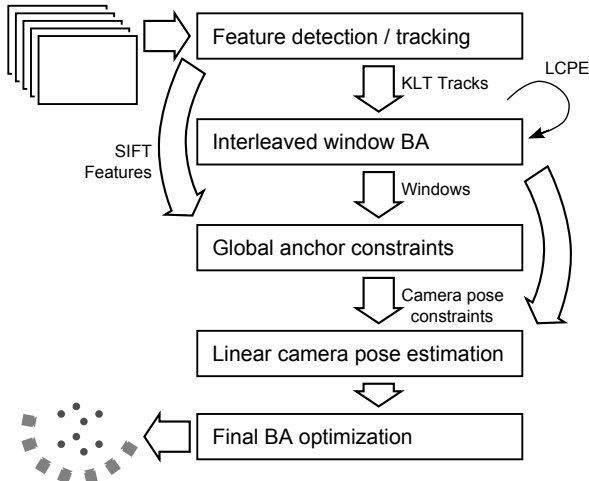 Feature detection / tracking
KLT Tracks
LCPE
Interleaved window BA
SIFT
Features
Windows
Global anchor constraints
Camera pose
constraints
Linear camera pose estimation
Final BA optimization